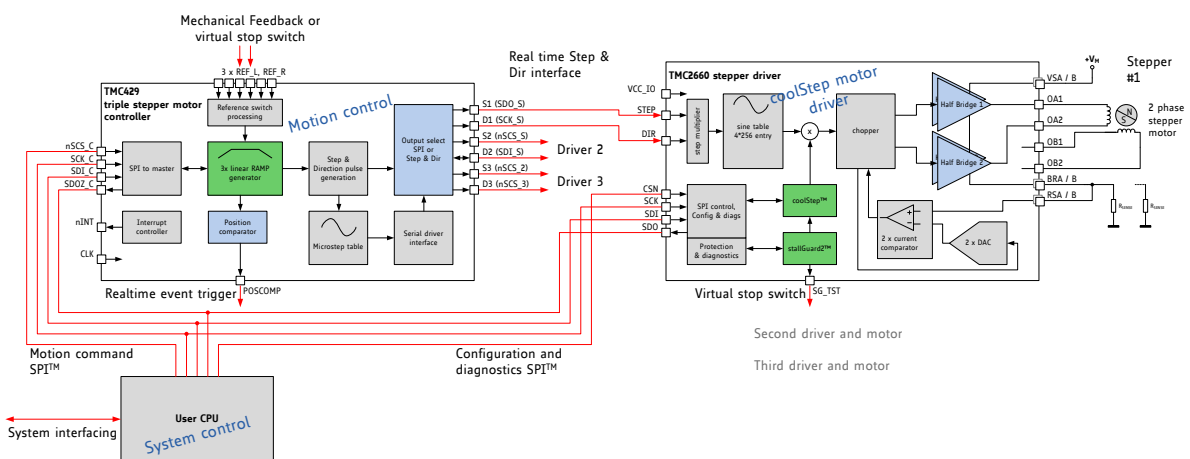 Mechanical Feedback or
virtual stop switch
3 x REF_L, REF_R
TMC429
triple stepper motor
controller
Reference switch
processing
Motion control
nSCS_C
SCK_C
SDI_C
SDOZ_C
SPI to master
3x linear RAMP
generator
Step &
Direction pulse
generation
Output select
SPI or
Step & Dir
nINT
Interrupt
controller
Position
comparator
Microstep table
Serial driver
interface
CLK
Realtime event trigger
POSCOMP
S1 (SDO_S)
D1 (SCK_S)
S2 (nSCS_S)
D2 (SDI_S)
S3 (nSCS_2)
D3 (nSCS_3)
Driver 2
Driver 3
Real time Step &
Dir interface
TMC2660 stepper driver
VCC_IO
STEP
DIR
step multiplier
sine table
4*256 entry
x
coolStep motor
driver
chopper
Half Bridge 1
Half Bridge 2
+VM
VSA / B
OA1
OA2
OB1
OB2
BRA / B
RSA / B
Stepper
#1
N
S
2 phase
stepper
motor
RSENSE
RSENSE
CSN
SCK
SDI
SDO
SPI control,
Config & diags
Protection
& diagnostics
coolStep™
stallGuard2™
2 x current
comparator
2 x DAC
Virtual stop switch
SG_TST
Second driver and motor
Third driver and motor
Motion command
SPI™
Configuration and
diagnostics SPI™
User CPU
System control
System interfacing